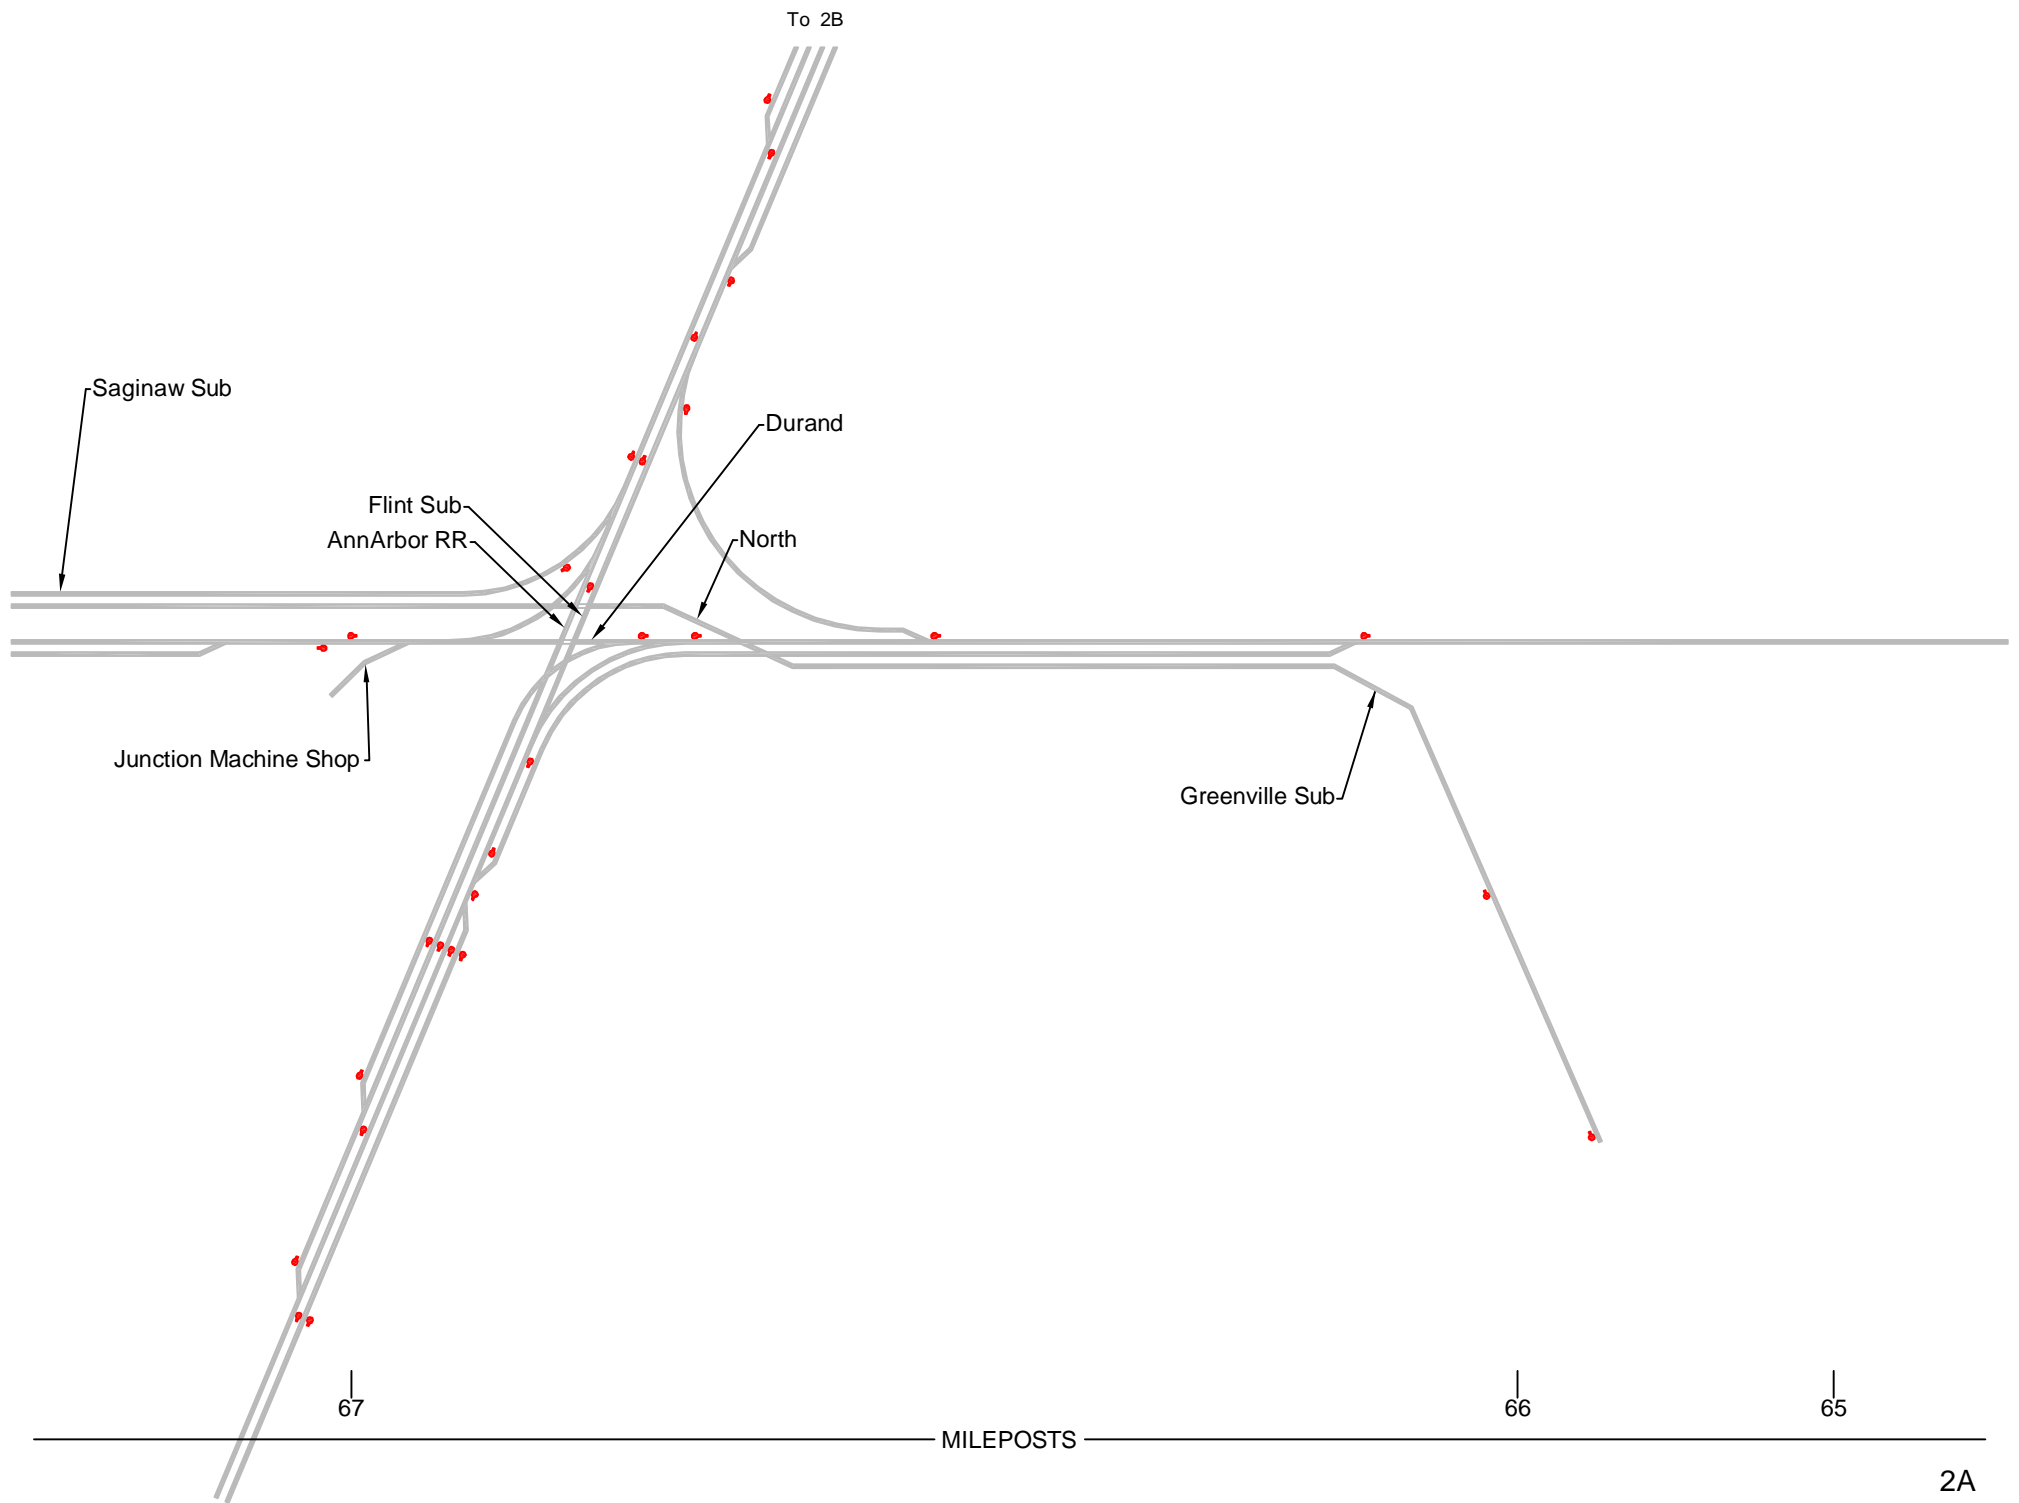 To 2B
Saginaw Sub
Durand
Flint Sub
AnnArbor RR
North
Junction Machine Shop
Greenville Sub
67
66
65
MILEPOSTS
2A